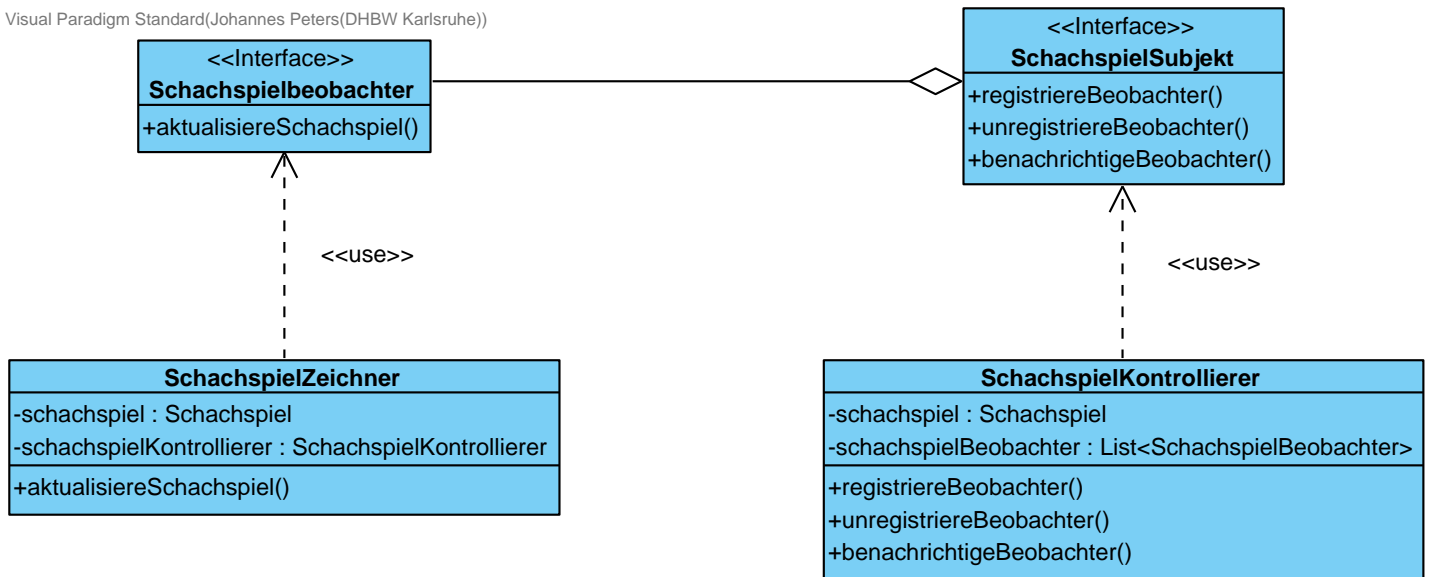 Visual Paradigm Standard(Johannes Peters(DHBW Karlsruhe))
<<Interface>>
Schachspielbeobachter
+aktualisiereSchachspiel()
<<Interface>>
SchachspielSubjekt
+registriereBeobachter()
+unregistriereBeobachter()
+benachrichtigeBeobachter()
<<use>>
<<use>>
SchachspielZeichner
-schachspiel : Schachspiel
-schachspielKontrollierer : SchachspielKontrollierer
+aktualisiereSchachspiel()
SchachspielKontrollierer
-schachspiel : Schachspiel
-schachspielBeobachter : List<SchachspielBeobachter>
+registriereBeobachter()
+unregistriereBeobachter()
+benachrichtigeBeobachter()